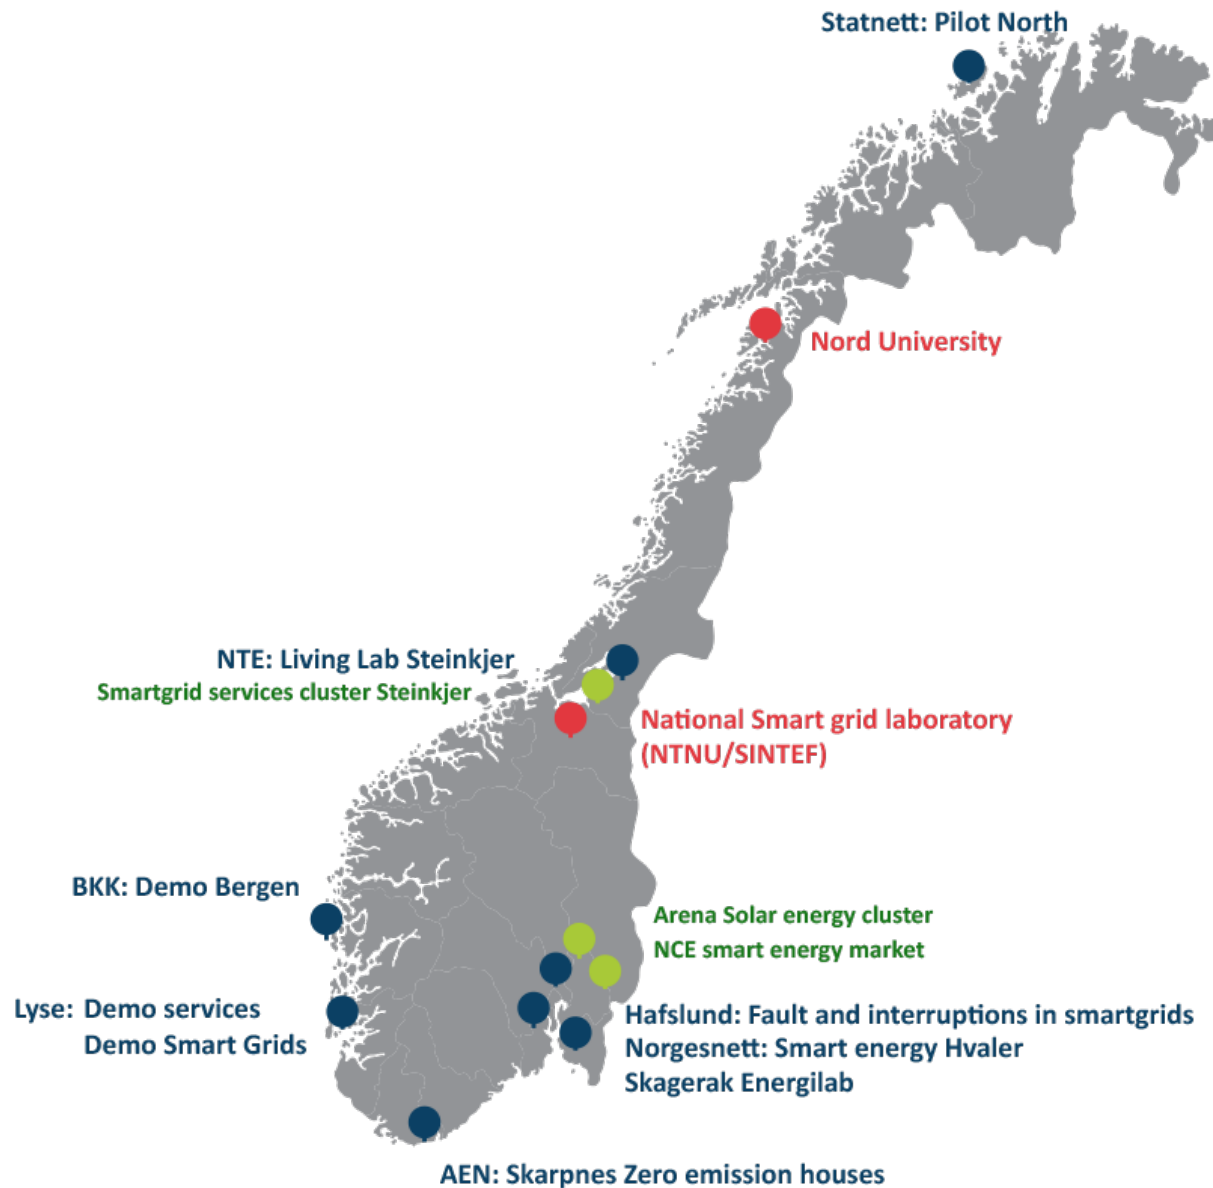 Statnett: Pilot North
Nord University
NTE: Living Lab Steinkjer
Smartgrid services cluster Steinkjer
National Smart grid laboratory
(NTNU/SINTEF)
BKK: Demo Bergen
Arena Solar energy cluster
NCE smart energy market
Lyse: Demo services
Demo Smart Grids
Hafslund: Fault and interruptions in smartgrids
Norgesnett: Smart energy Hvaler
Skagerak Energilab
AEN: Skarpnes Zero emission houses